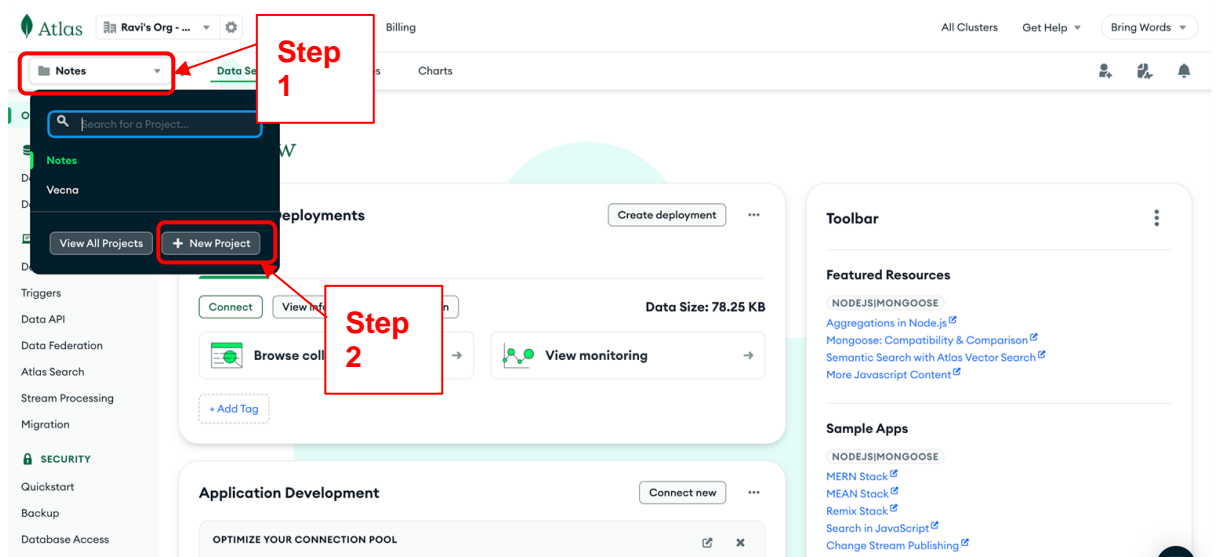 Atlas
Ravi's Org - ...
Billing
All Clusters
Get Help
Bring Words
Step
1
Notes
Charts
Search for a Project...
Notes
Vecna
View All Projects
+ New Project
Triggers
Data API
Data Federation
Atlas Search
Stream Processing
Migration
SECURITY
Quickstart
Backup
Database Access
Create deployment
...
Connect
Data Size: 78.25 KB
Step
2
Browse
View monitoring
+ Add Tag
Application Development
Connect new
...
OPTIMIZE YOUR CONNECTION POOL
Toolbar
Featured Resources
NODEJS|MONGOOSE
Aggregations in Node.js
Mongoose: Compatibility & Comparison
Semantic Search with Atlas Vector Search
More Javascript Content
Sample Apps
NODEJS|MONGOOSE
MERN Stack
MEAN Stack
Remix Stack
Search in JavaScript
Change Stream Publishing